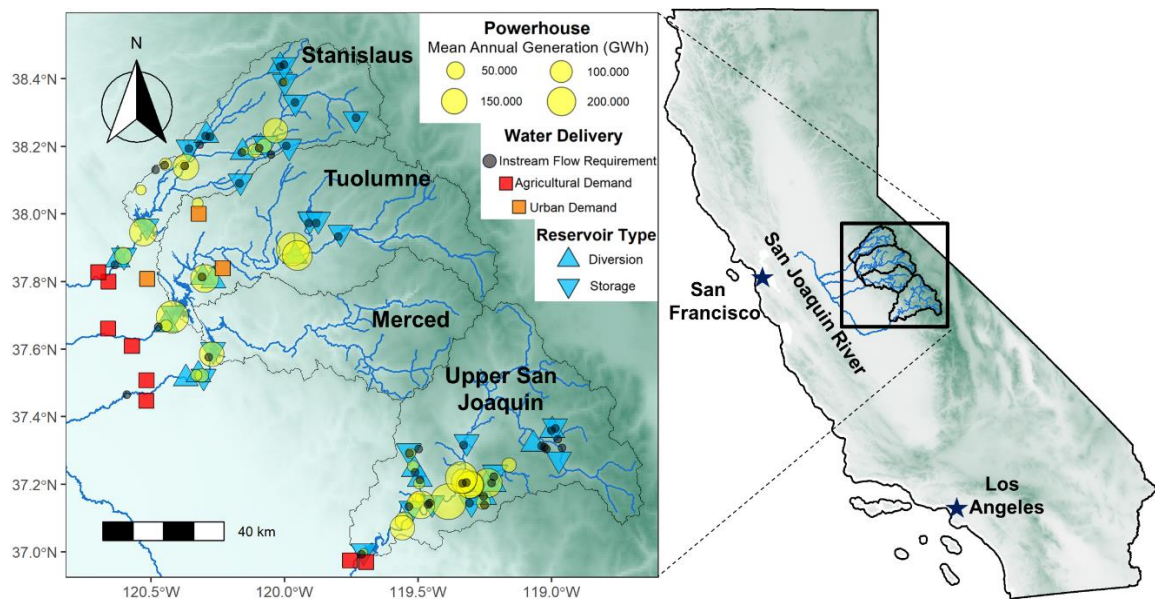 N
38.4°N
38.2°N
38.0°N
37.8°N
37.6°N
37.4°N
37.2°N
37.0°N
120.5°W
120.0°W
119.5°W
119.0°W
Stanislaus
Tuolumne
Merced
Upper San
Joaquín
40 km
Powerhouse
Mean Annual Generation (GWh)
50.000
100.000
150.000
200.000
Water Delivery
Instream Flow Requirement
Agricultural Demand
Urban Demand
Reservoir Type
Diversion
Storage
San
Francisco
San Joaquin River
Los
Angeles